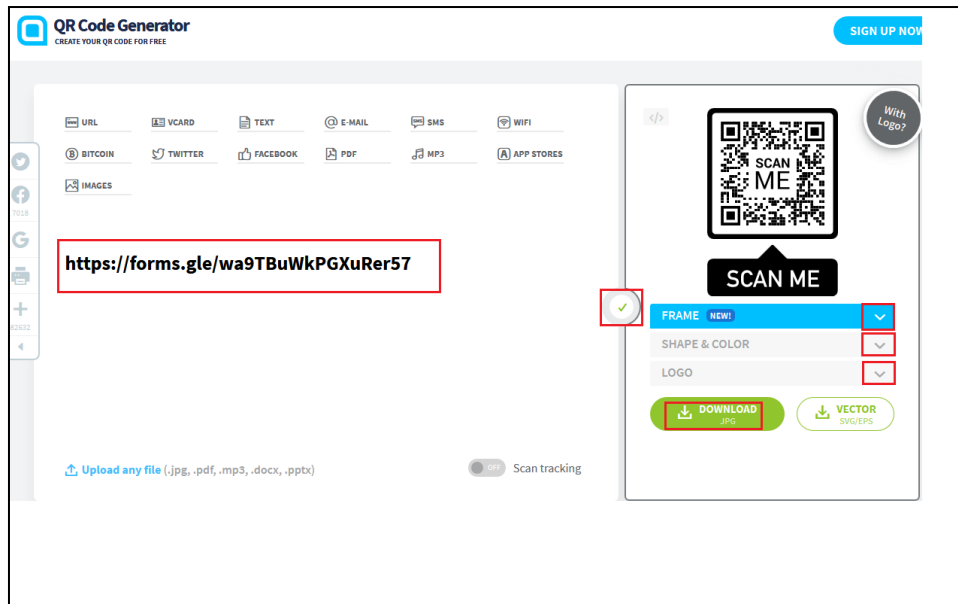 QR Code Generator
CREATE YOUR QR CODE FOR FREE
SIGN UP NOW
URL
VCARD
TEXT
E-MAIL
SMS
WIFI
BITCOIN
TWITTER
FACEBOOK
PDF
MP3
APP STORES
IMAGES
7018
82632
https://forms.gle/wa9TBuWkPGXuRer57
Upload any file (.jpg, .pdf, .mp3, .docx, .pptx)
OFF Scan tracking
</>
With
Logo?
SCAN
ME
SCAN ME
FRAME NEW!
SHAPE & COLOR
LOGO
DOWNLOAD
JPG
VECTOR
SVG/EPS